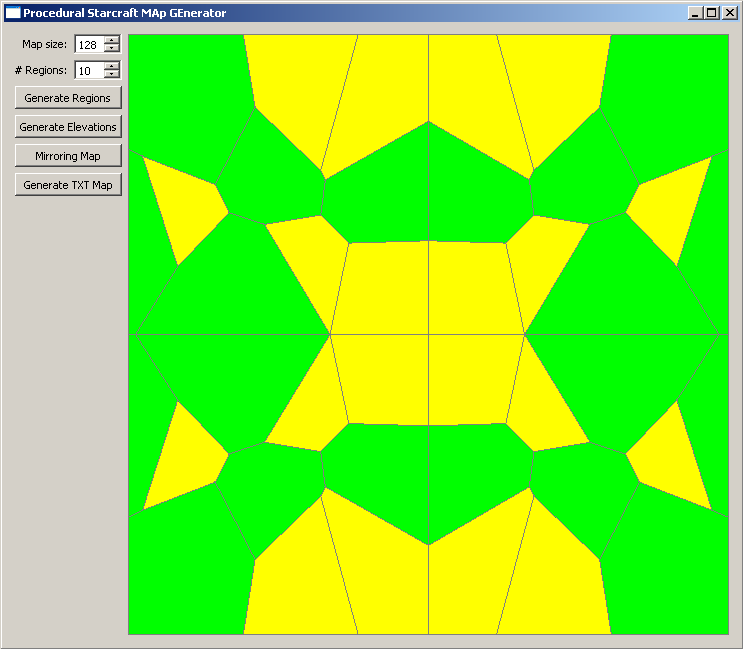 Procedural Starcraft MAp GEnerator
Map size: 128
# Regions: 10
Generate Regions
Generate Elevations
Mirroring Map
Generate TXT Map